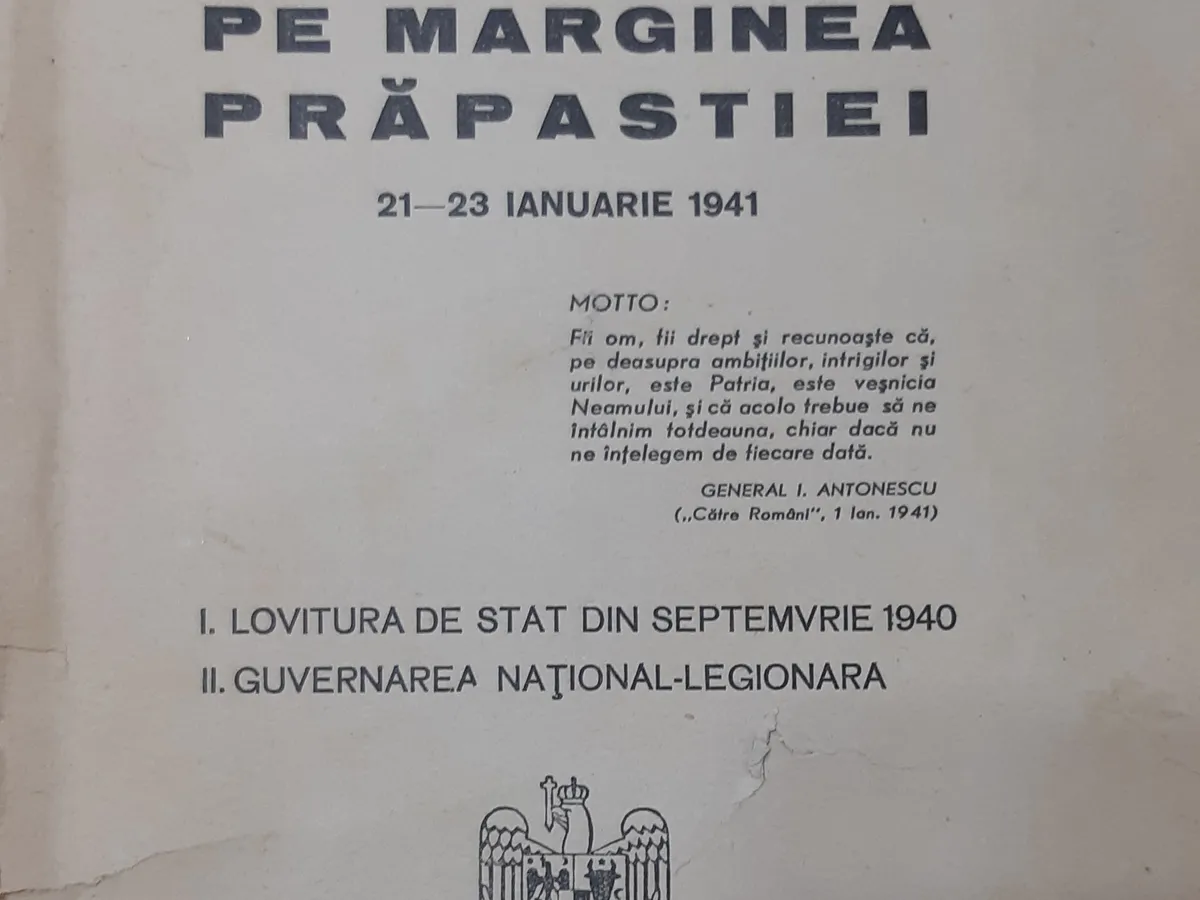 PE MARGINEA
PRĂPASTIEI
21—23 IANUARIE 1941
MOTTO:
Fii om, fii drept şi recunoaşte că,
pe deasupra ambiţiilor, intrigilor şi
urilor, este Patria, este veşnicia
Neamului, şi că acolo trebue să ne
întâlnim totdeauna, chiar dacă nu
ne înţelegem de fiecare dată.
GENERAL I. ANTONESCU
(„Către Români“, 1 Ian. 1941)
I. LOVITURA DE STAT DIN SEPTEMVRIE 1940
II. GUVERNAREA NAŢIONAL-LEGIONARA